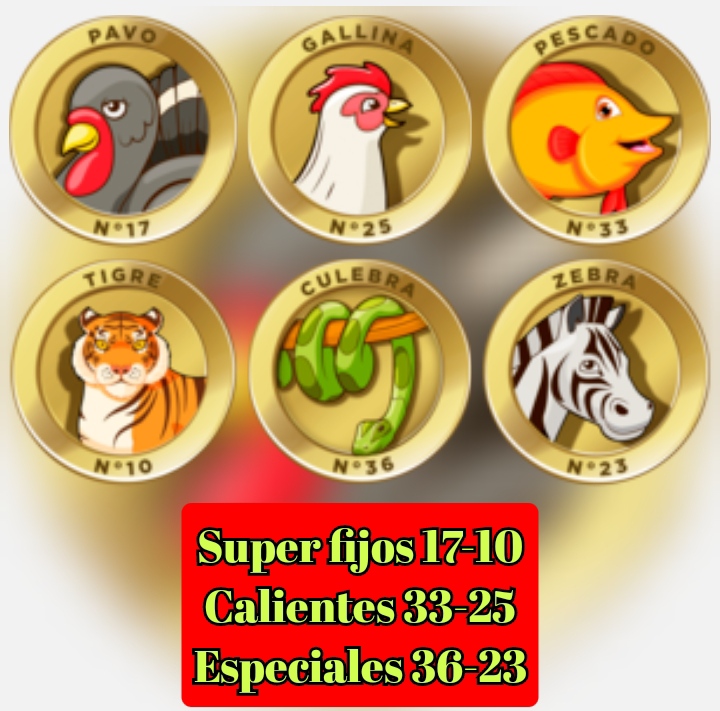 PAVO
N°17
GALLINA
N°25
PESCADO
N°33
TIGRE
N°10
CULEBRA
N°36
ZEBRA
N°23
Super fijos 17-10
Calientes 33-25
Especiales 36-23